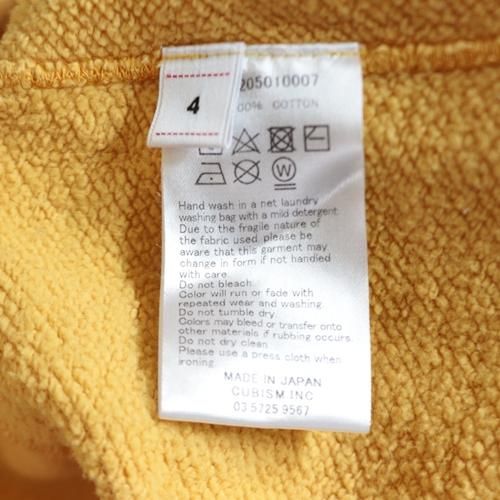 4
205010007
00% COTTON
W
Hand wash in a net laundry
washing bag with a mild detergent.
Due to the fragile nature of
the fabric used, please be
aware that this garment may
change in form if not handled
with care.
Do not bleach.
Color will run or fade with
repeated wear and washing.
Do not tumble dry.
Colors may bleed or transfer onto
other materials if rubbing occurs.
Do not dry clean.
Please use a press cloth when
ironing.
MADE IN JAPAN
CUBISM.INC
03.5725.9567